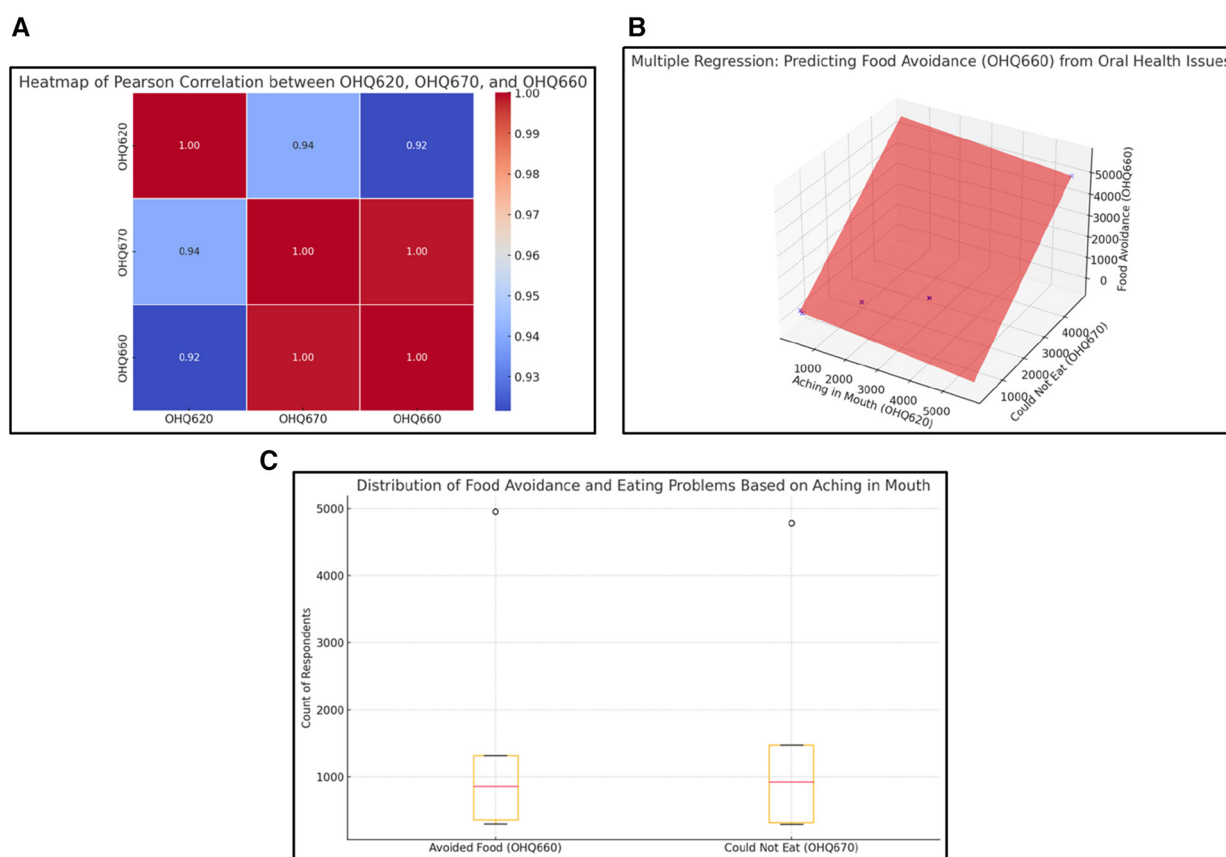 A
Heatmap of Pearson Correlation between OHQ620, OHQ670, and OHQ660
OHQ620
1.00
0.94
0.92
OHQ670
0.94
1.00
1.00
OHQ660
0.92
1.00
1.00
OHQ620
OHQ670
OHQ660
1.00
0.99
0.98
0.97
0.96
0.95
0.94
0.93
B
Multiple Regression: Predicting Food Avoidance (OHQ660) from Oral Health Issues
5000
4000
3000
2000
1000
0
Food Avoidance (OHQ660)
4000
3000
2000
1000
Could Not Eat (OHQ670)
1000
2000
3000
4000
5000
Aching in Mouth (OHQ620)
C
Distribution of Food Avoidance and Eating Problems Based on Aching in Mouth
5000
4000
3000
2000
1000
Count of Respondents
Avoided Food (OHQ660)
Could Not Eat (OHQ670)